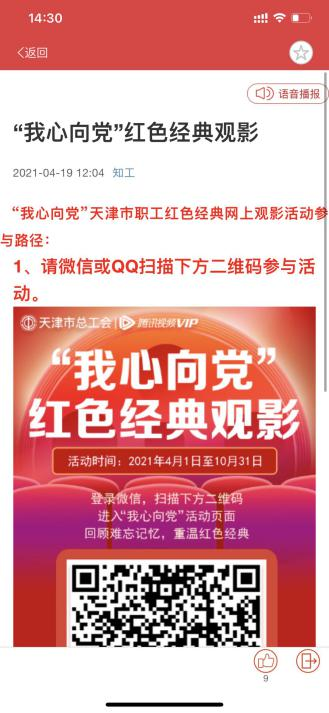 14:30
返回
语音播报
“我心向党”红色经典观影
2021-04-19 12:04 知工
“我心向党”天津市职工红色经典网上观影活动参
与路径：
1、请微信或QQ扫描下方二维码参与活
动。
天津市总工会 | 腾讯视频VIP
“我心向党”
红色经典观影
活动时间：2021年4月1日至10月31日
登录微信，扫描下方二维码
进入“我心向党”活动页面
回顾难忘记忆，重温红色经典
9